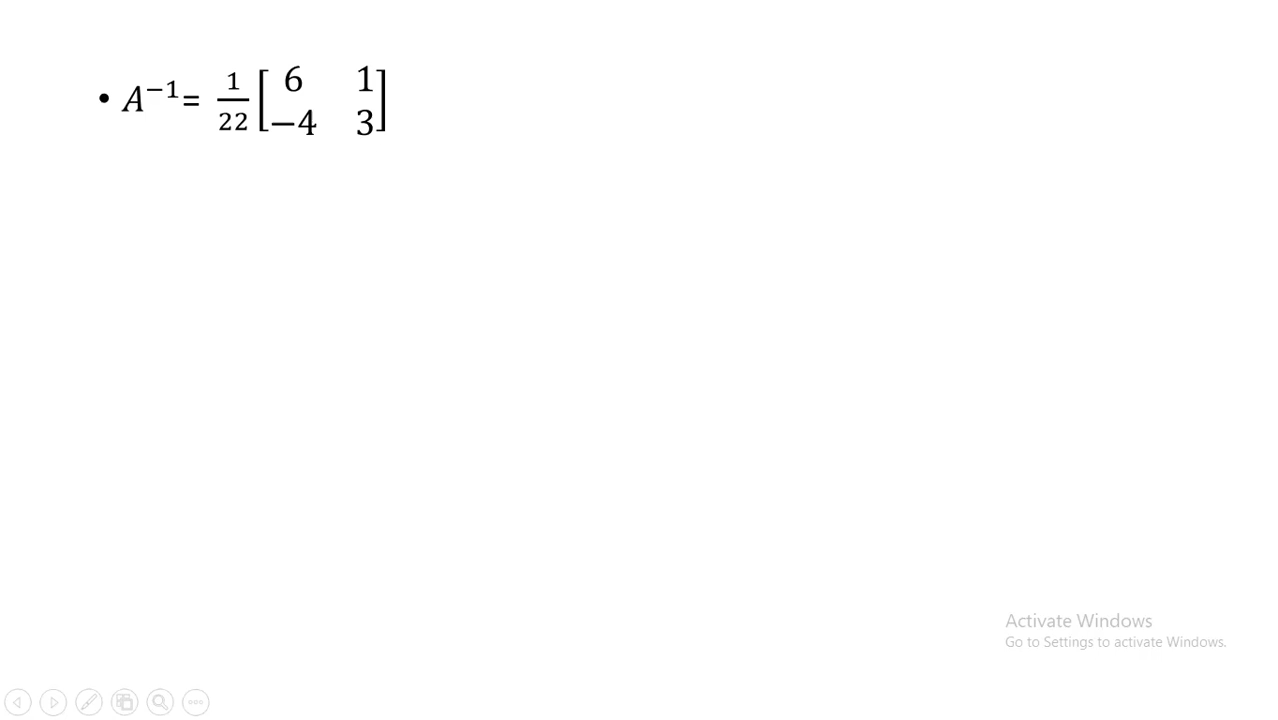 • A⁻¹= 1/22 [6 1
−4 3]
Activate Windows
Go to Settings to activate Windows.